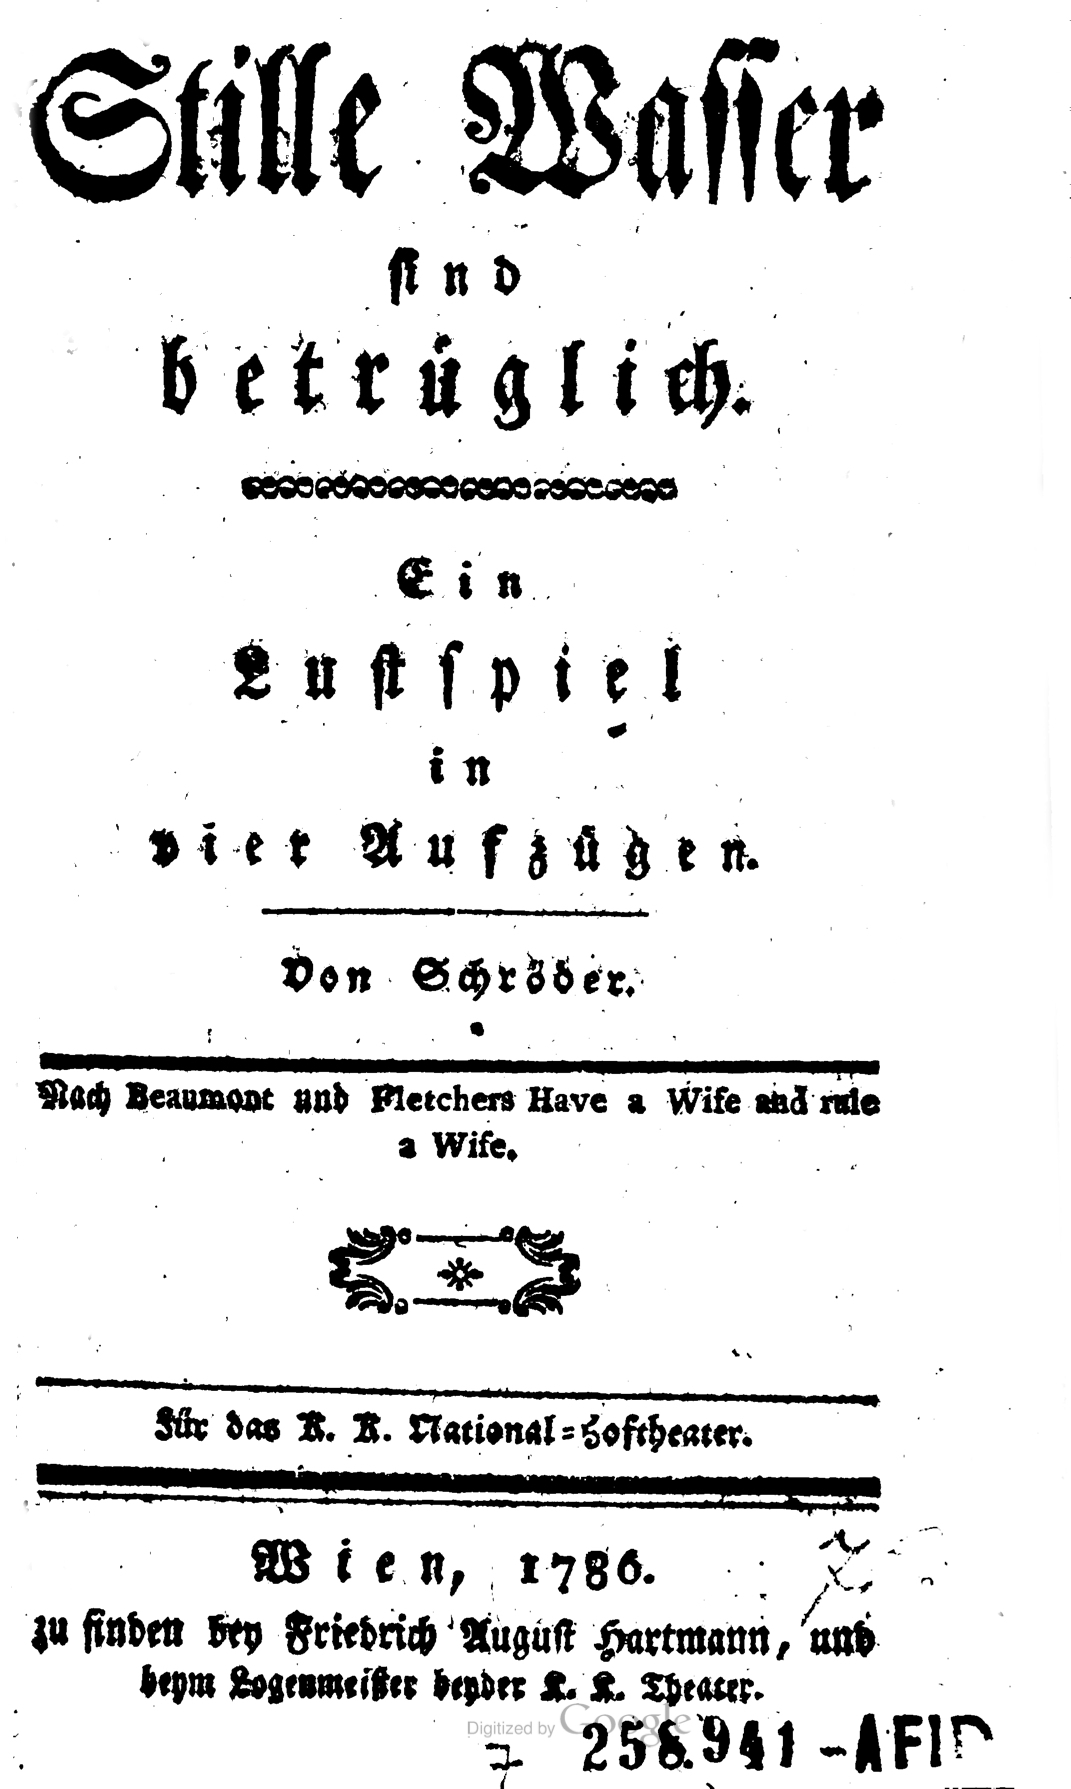 Stille Wasser
sind
betrüglich.
Ein
Lustspiel
in
vier Aufzügen.
Von Schröder.
Nach Beaumont und Fletchers Have a Wife and rule
a Wife.
Für das K. K. National=Hoftheater.
Wien, 1786.
zu finden bey Friedrich August Hartmann, und
beym Logenmeister beyder K. K. Theater.
Digitized by Google
258.941-A FID